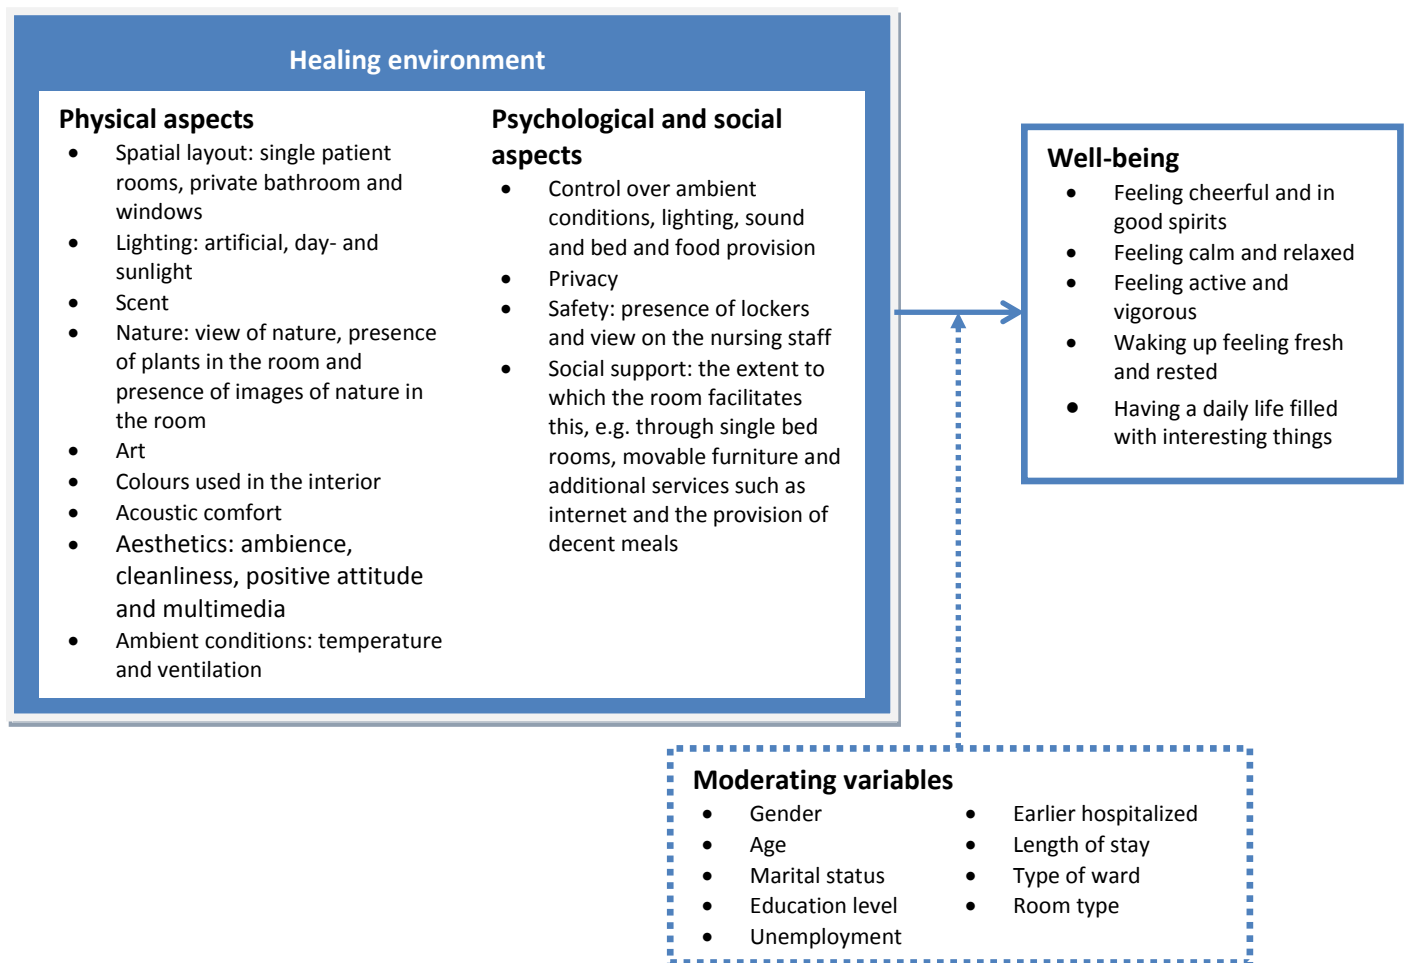 Healing environment
Physical aspects
• Spatial layout: single patient
rooms, private bathroom and
windows
• Lighting: artificial, day- and
sunlight
• Scent
• Nature: view of nature, presence
of plants in the room and
presence of images of nature in
the room
• Art
• Colours used in the interior
• Acoustic comfort
• Aesthetics: ambience,
cleanliness, positive attitude
and multimedia
• Ambient conditions: temperature
and ventilation
Psychological and social
aspects
• Control over ambient
conditions, lighting, sound
and bed and food provision
• Privacy
• Safety: presence of lockers
and view on the nursing staff
• Social support: the extent to
which the room facilitates
this, e.g. through single bed
rooms, movable furniture and
additional services such as
internet and the provision of
decent meals
Well-being
• Feeling cheerful and in
good spirits
• Feeling calm and relaxed
• Feeling active and
vigorous
• Waking up feeling fresh
and rested
• Having a daily life filled
with interesting things
Moderating variables
• Gender
• Age
• Marital status
• Education level
• Unemployment
• Earlier hospitalized
• Length of stay
• Type of ward
• Room type